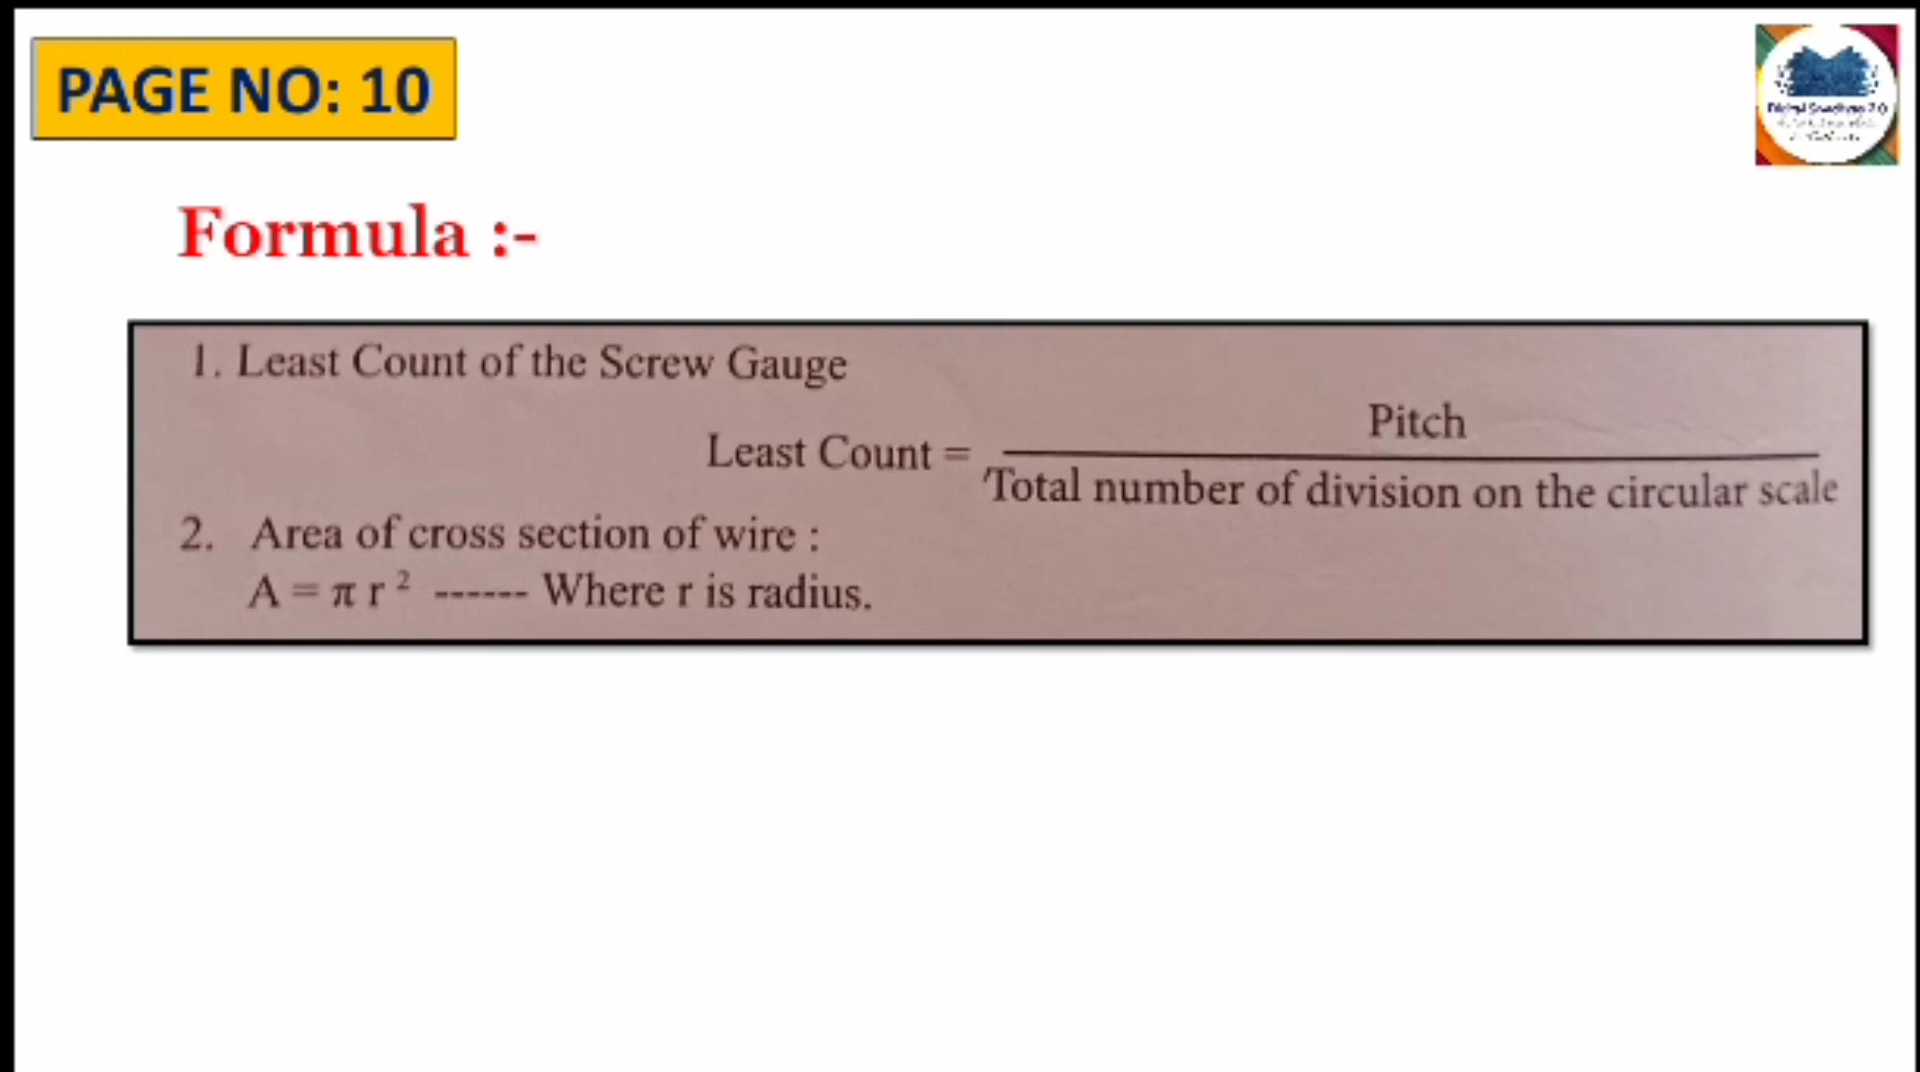 PAGE NO: 10
Formula :-
1. Least Count of the Screw Gauge
Pitch
Least Count =
Total number of division on the circular scale
2. Area of cross section of wire :
A = π r ² ------ Where r is radius.